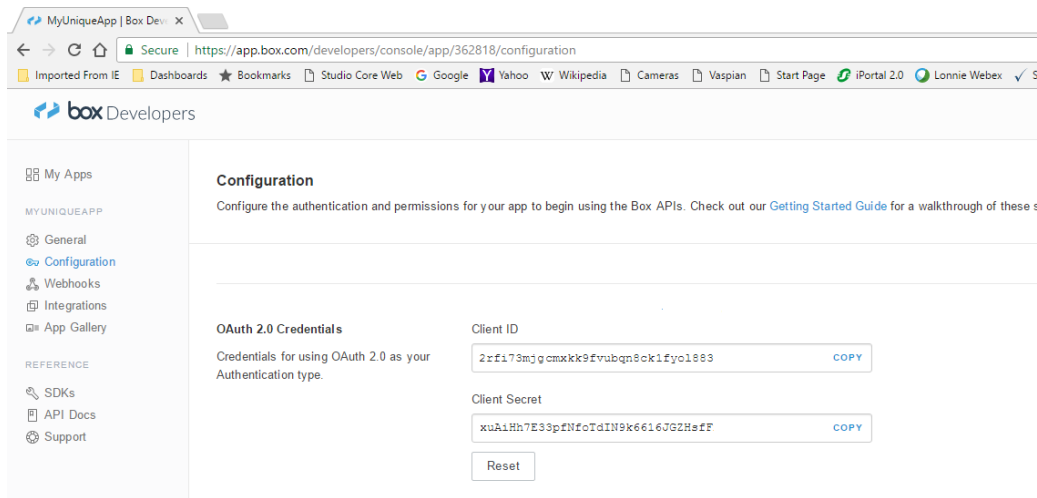 MyUniqueApp | Box Deve
Secure | https://app.box.com/developers/console/app/362818/configuration
Imported From IE Dashboards Bookmarks Studio Core Web Google Yahoo Wikipedia Cameras Vaspian Start Page iPortal 2.0 Lonnie Webex S
box Developers
My Apps
MYUNIQUEAPP
General
Configuration
Webhooks
Integrations
App Gallery
REFERENCE
SDKs
API Docs
Support
Configuration
Configure the authentication and permissions for your app to begin using the Box APIs. Check out our Getting Started Guide for a walkthrough of these s
OAuth 2.0 Credentials
Credentials for using OAuth 2.0 as your
Authentication type.
Client ID
2rfi73mjgcmxkk9fvubqn8ck1fyol883 COPY
Client Secret
xuAiHh7E33pfNfoTdIN9k6616JGZHsfF COPY
Reset